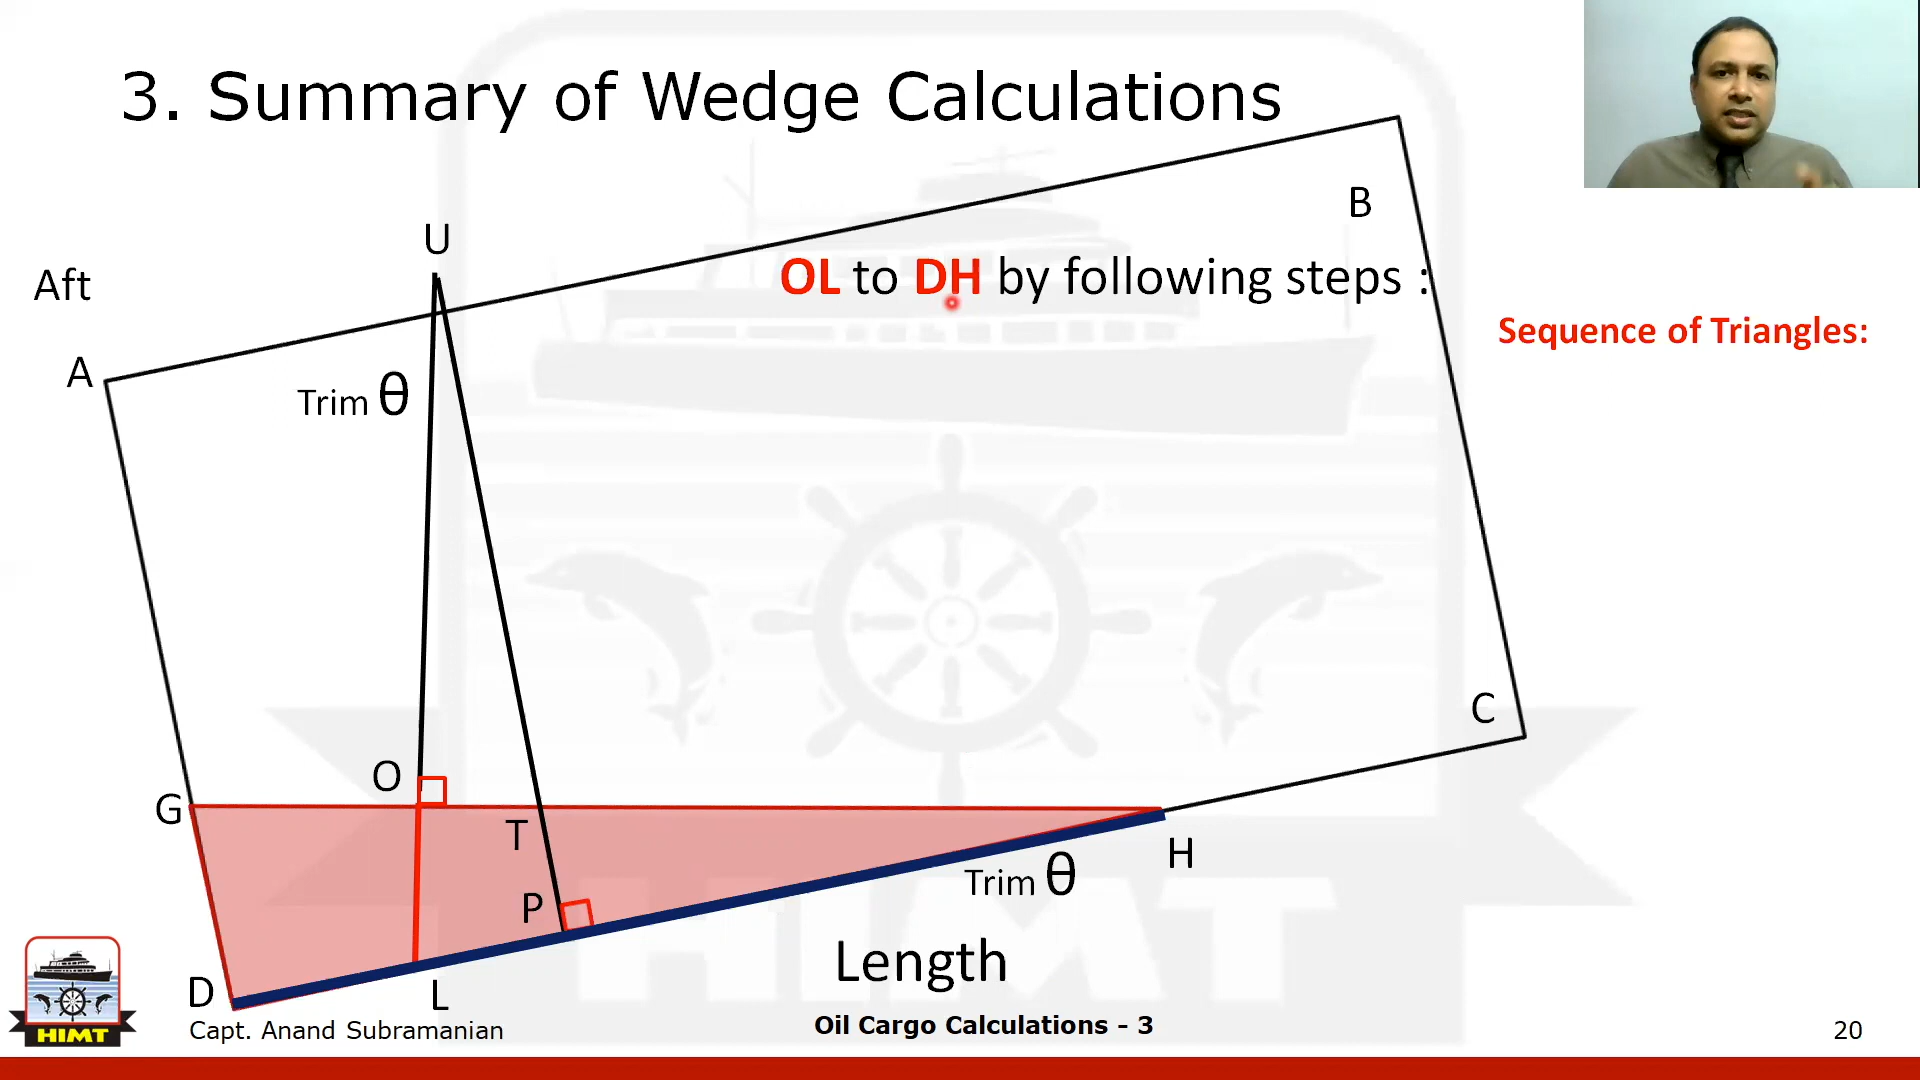 3. Summary of Wedge Calculations
B
U
Aft
OL to DH by following steps :
Sequence of Triangles:
A
Trim θ
C
O
G
T
H
Trim θ
P
Length
D
L
HIMT
HIMT
Capt. Anand Subramanian
Oil Cargo Calculations - 3
20